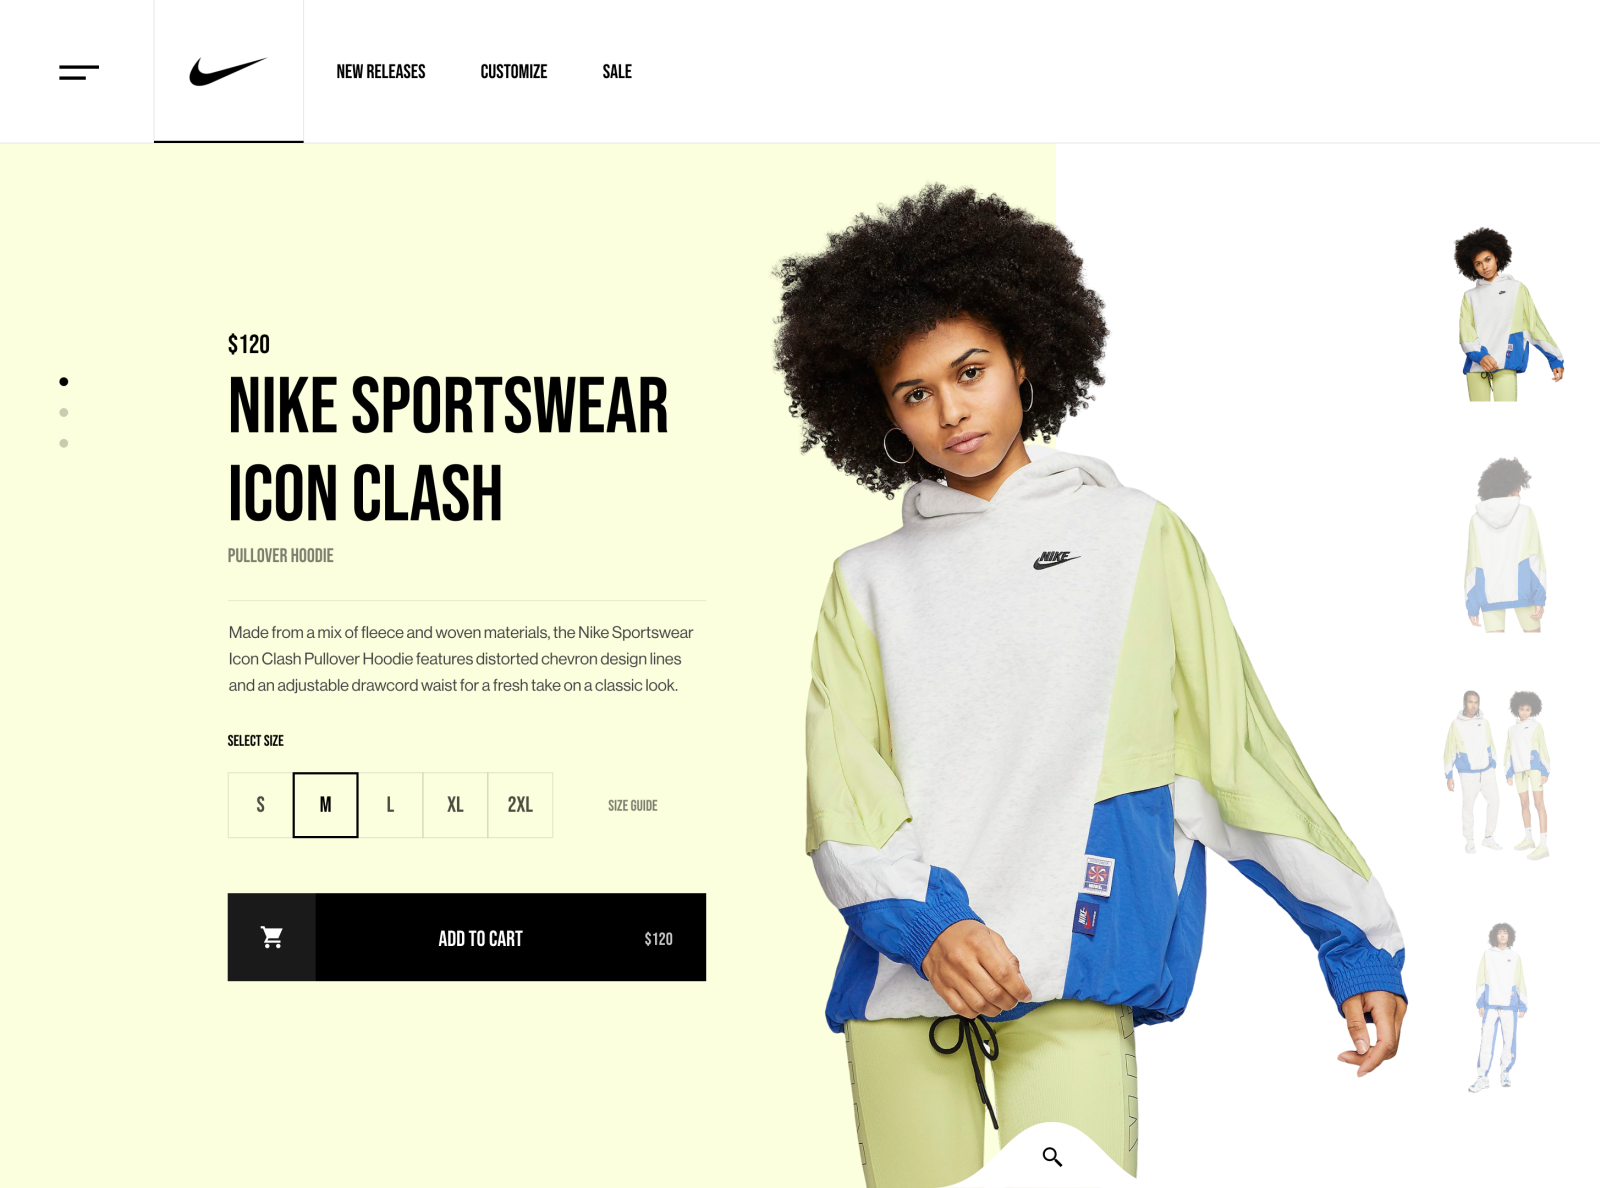 NEW RELEASES
CUSTOMIZE
SALE
$120
NIKE SPORTSWEAR
ICON CLASH
PULLOVER HOODIE
Made from a mix of fleece and woven materials, the Nike Sportswear
Icon Clash Pullover Hoodie features distorted chevron design lines
and an adjustable drawcord waist for a fresh take on a classic look.
SELECT SIZE
S
M
L
XL
2XL
SIZE GUIDE
ADD TO CART
$120
NIKE
NIKE
NIKE